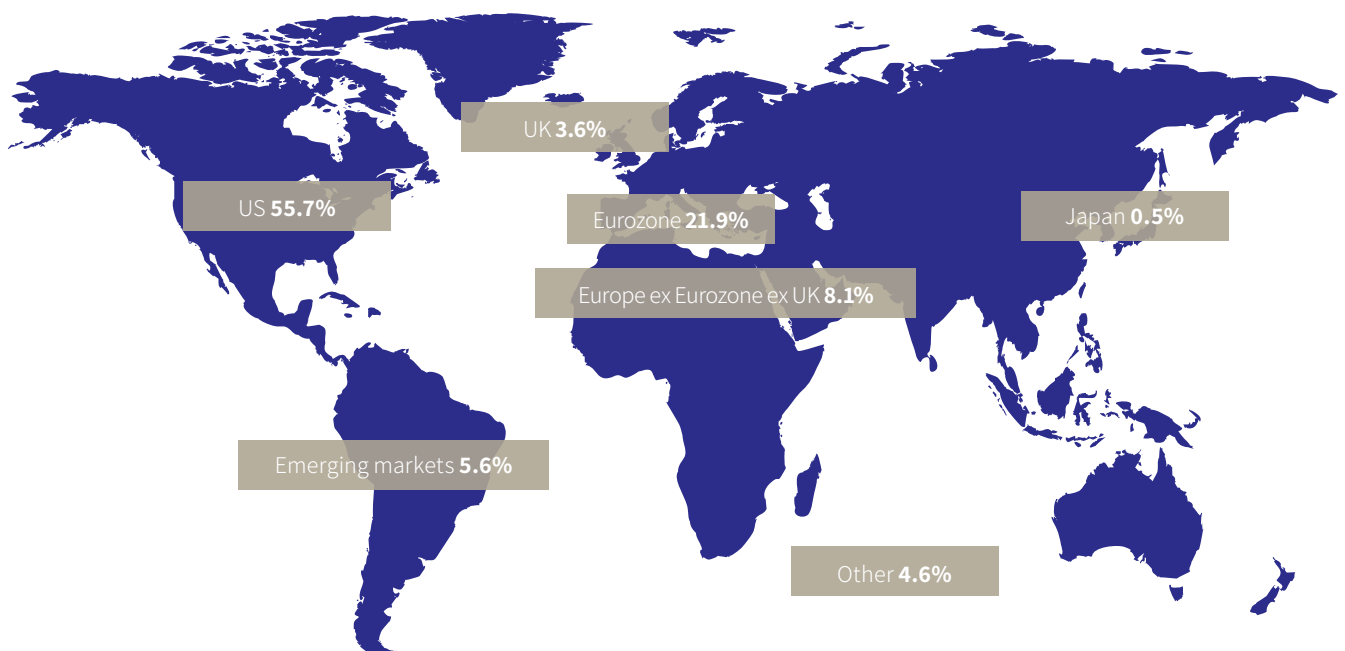 UK 3.6%
US 55.7%
Eurozone 21.9%
Japan 0.5%
Europe ex Eurozone ex UK 8.1%
Emerging markets 5.6%
Other 4.6%